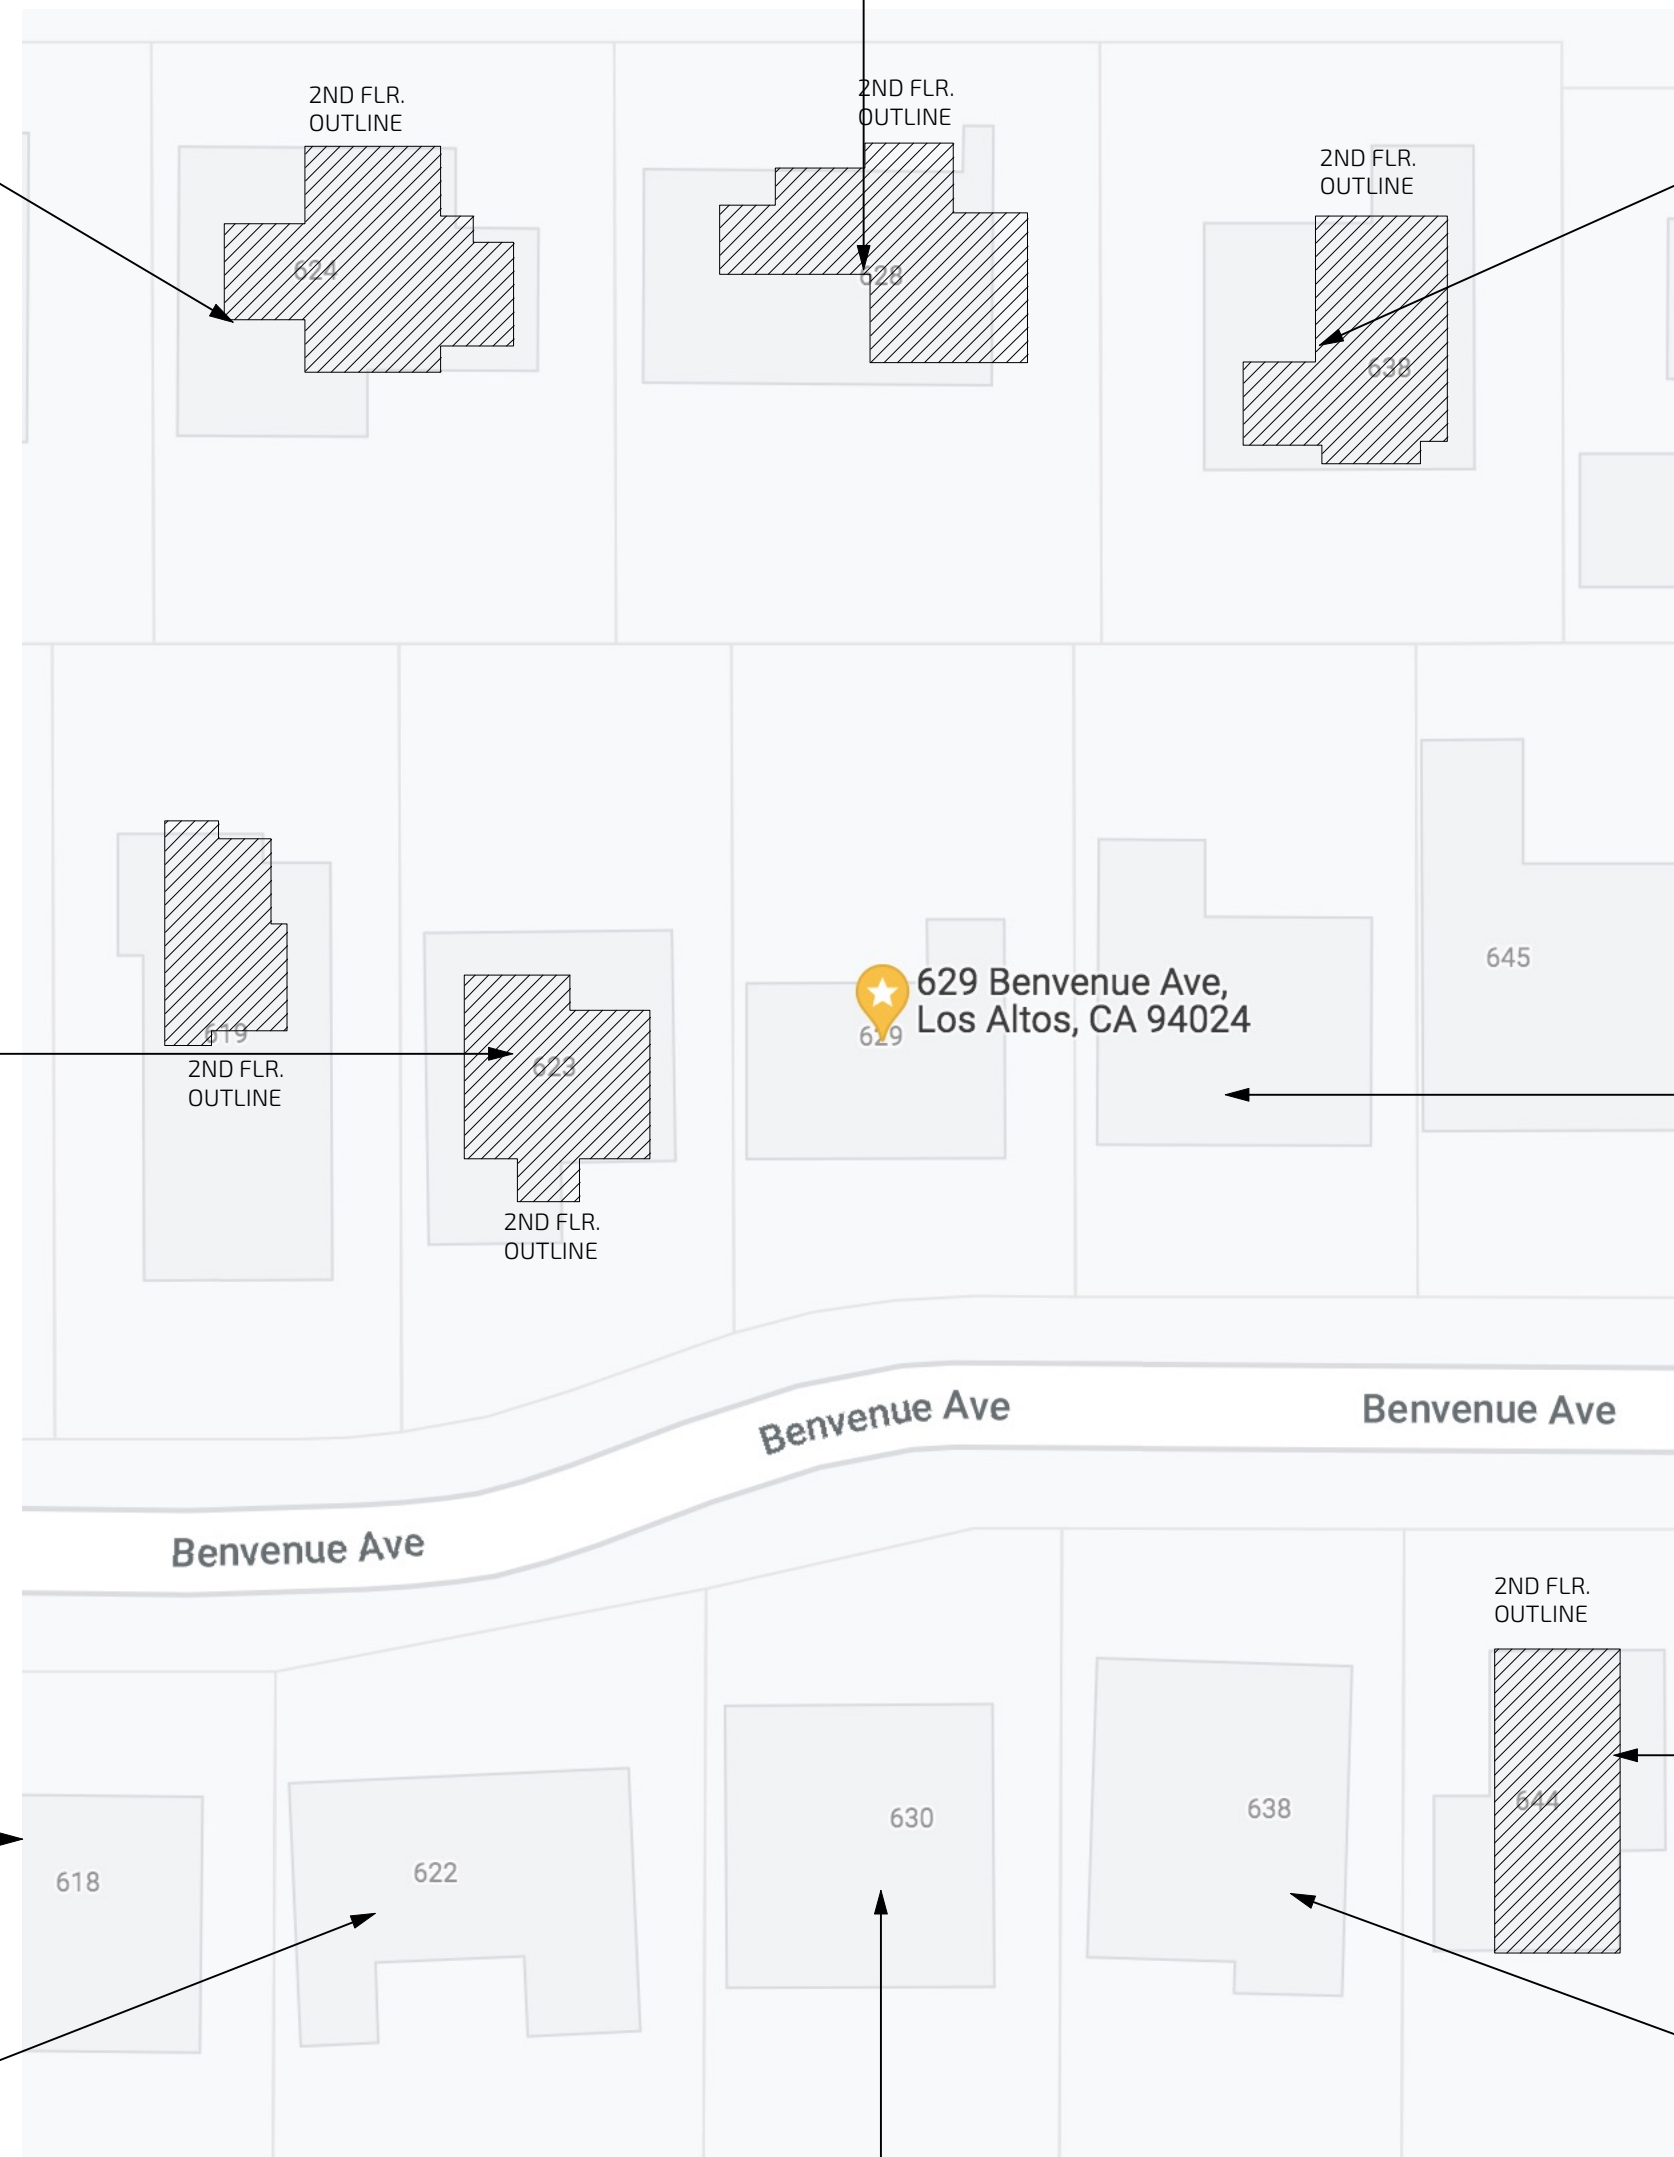 2ND FLR.
OUTLINE
2ND FLR.
OUTLINE
2ND FLR.
OUTLINE
624
628
638
645
629 Benvenue Ave,
Los Altos, CA 94024
629
619
2ND FLR.
OUTLINE
623
2ND FLR.
OUTLINE
Benvenue Ave
Benvenue Ave
Benvenue Ave
2ND FLR.
OUTLINE
644
638
630
622
618